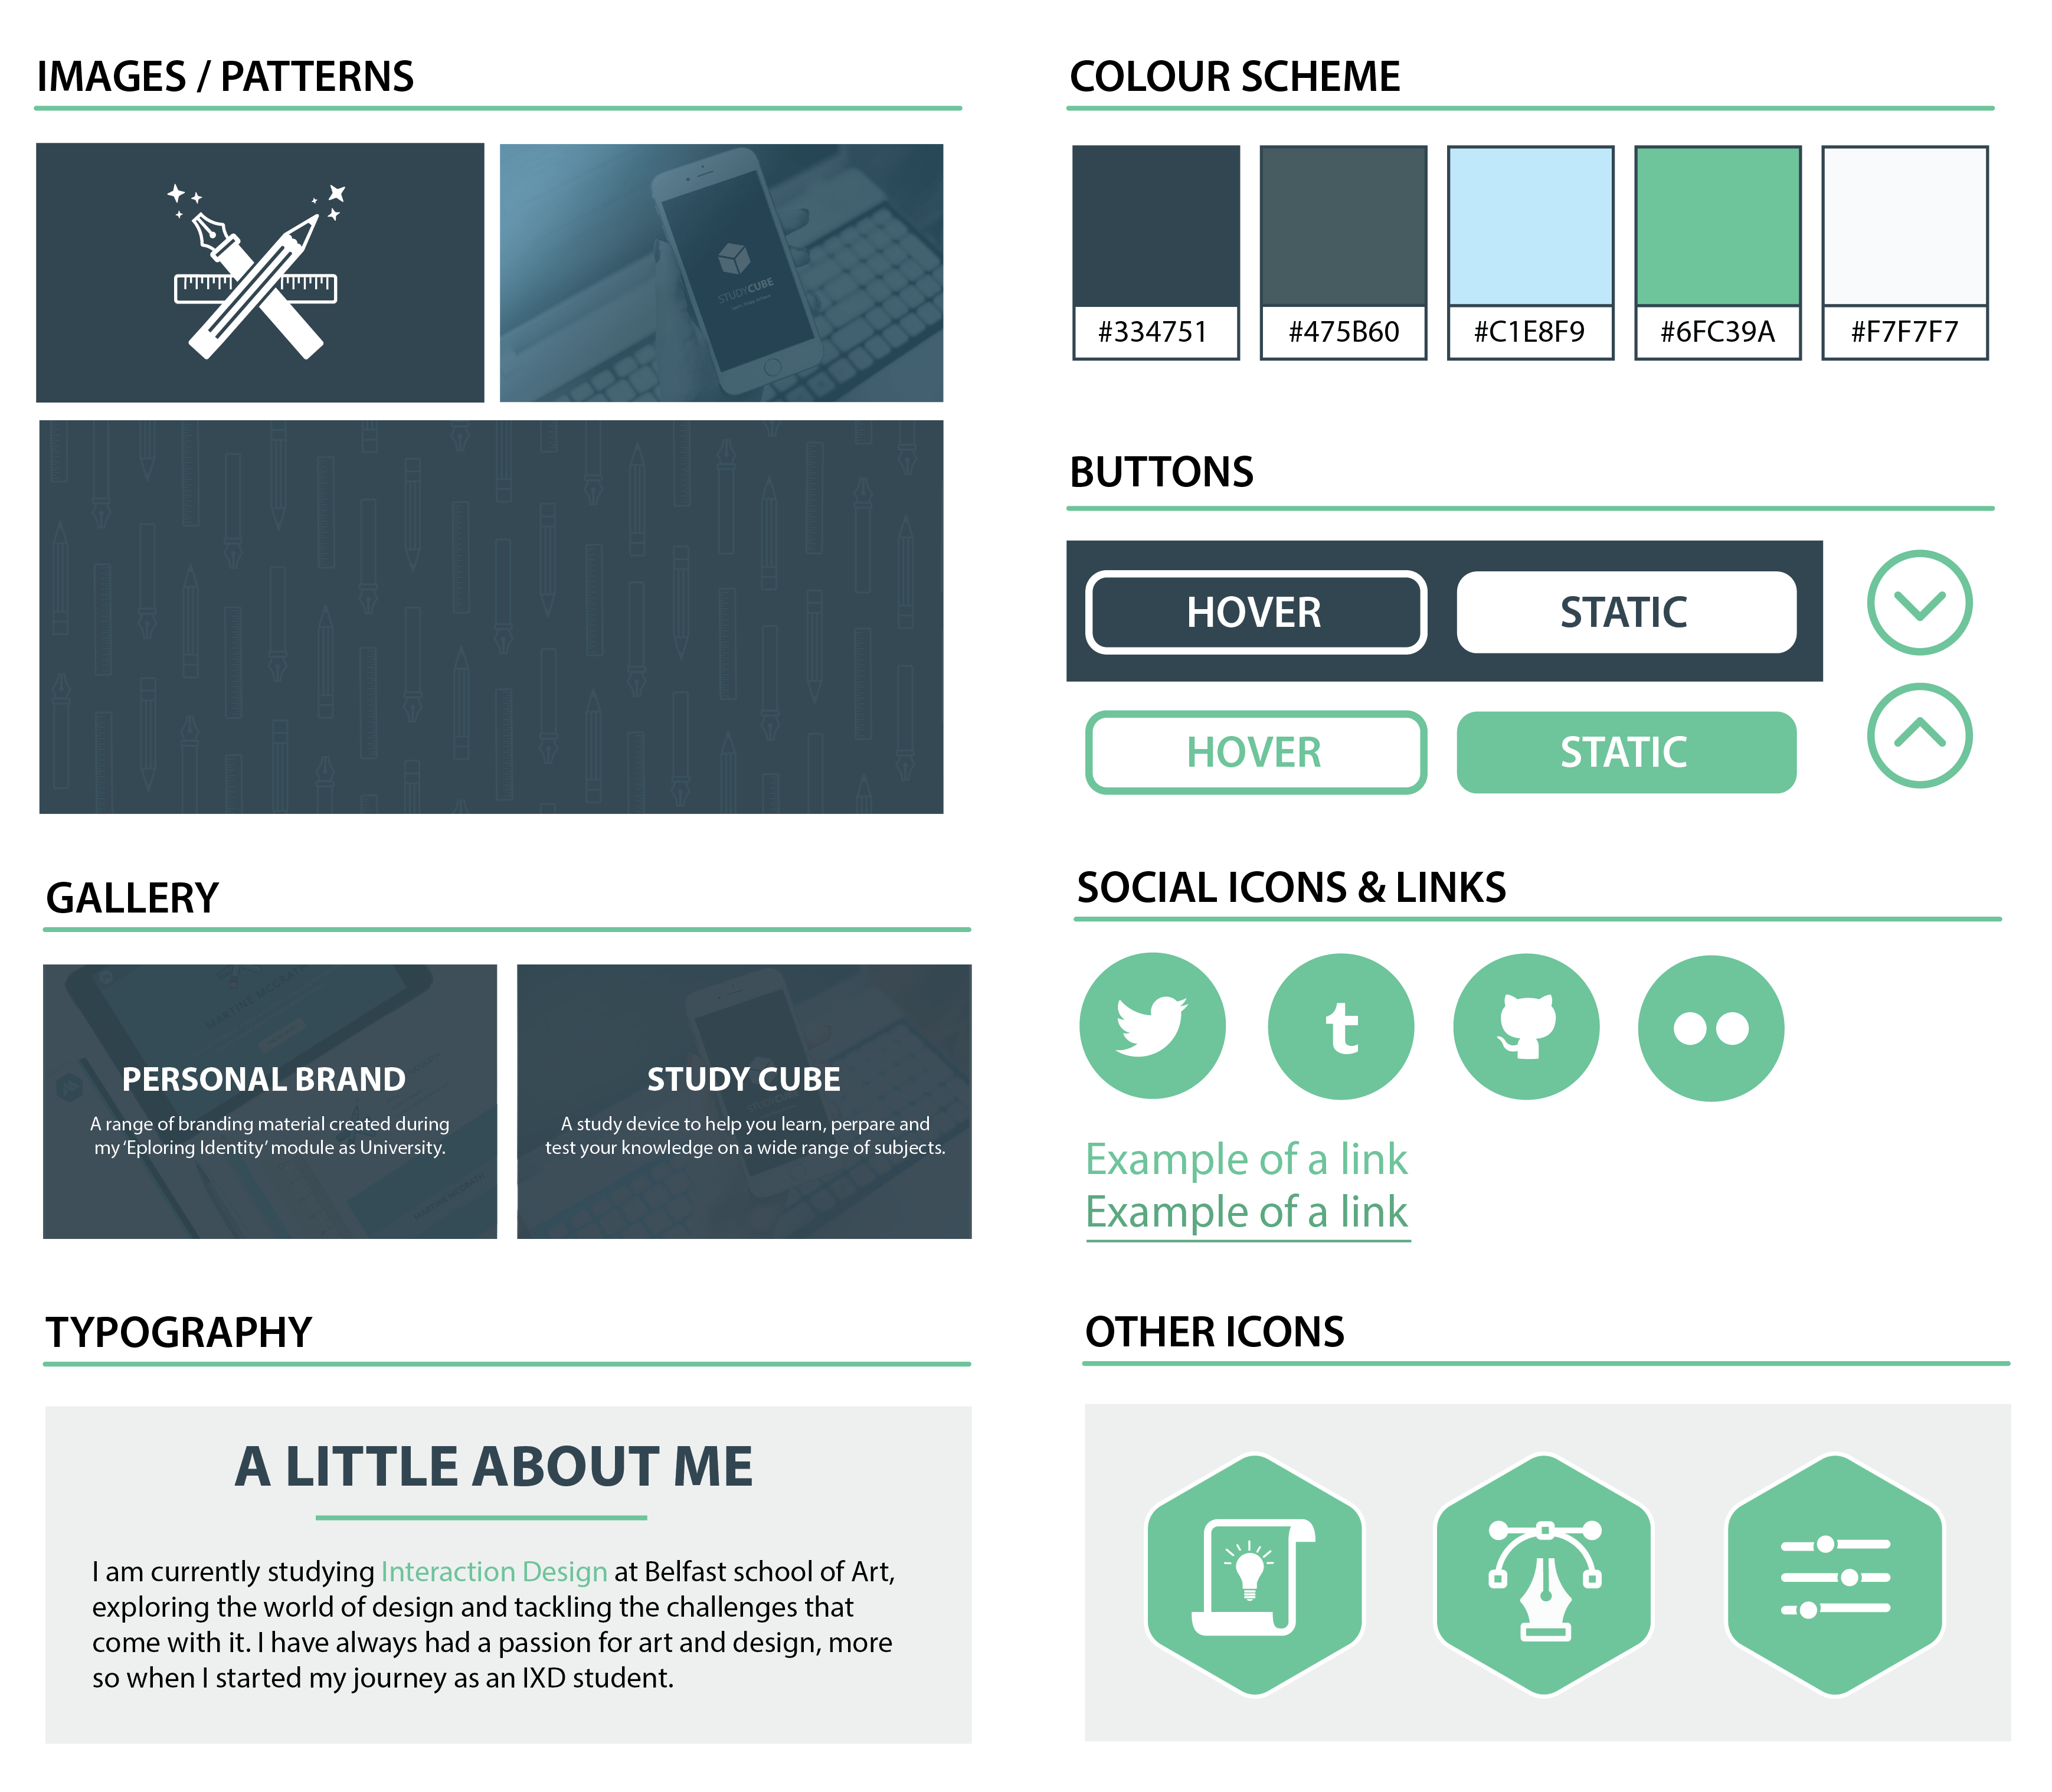 IMAGES / PATTERNS
STUDYCUBE
GALLERY
PERSONAL BRAND
A range of branding material created during
my ‘Eploring Identity’ module as University.
STUDY CUBE
A study device to help you learn, perpare and
test your knowledge on a wide range of subjects.
TYPOGRAPHY
A LITTLE ABOUT ME
I am currently studying Interaction Design at Belfast school of Art,
exploring the world of design and tackling the challenges that
come with it. I have always had a passion for art and design, more
so when I started my journey as an IXD student.
COLOUR SCHEME
#334751
#475B60
#C1E8F9
#6FC39A
#F7F7F7
BUTTONS
HOVER
STATIC
HOVER
STATIC
SOCIAL ICONS & LINKS
t
Example of a link
Example of a link
OTHER ICONS